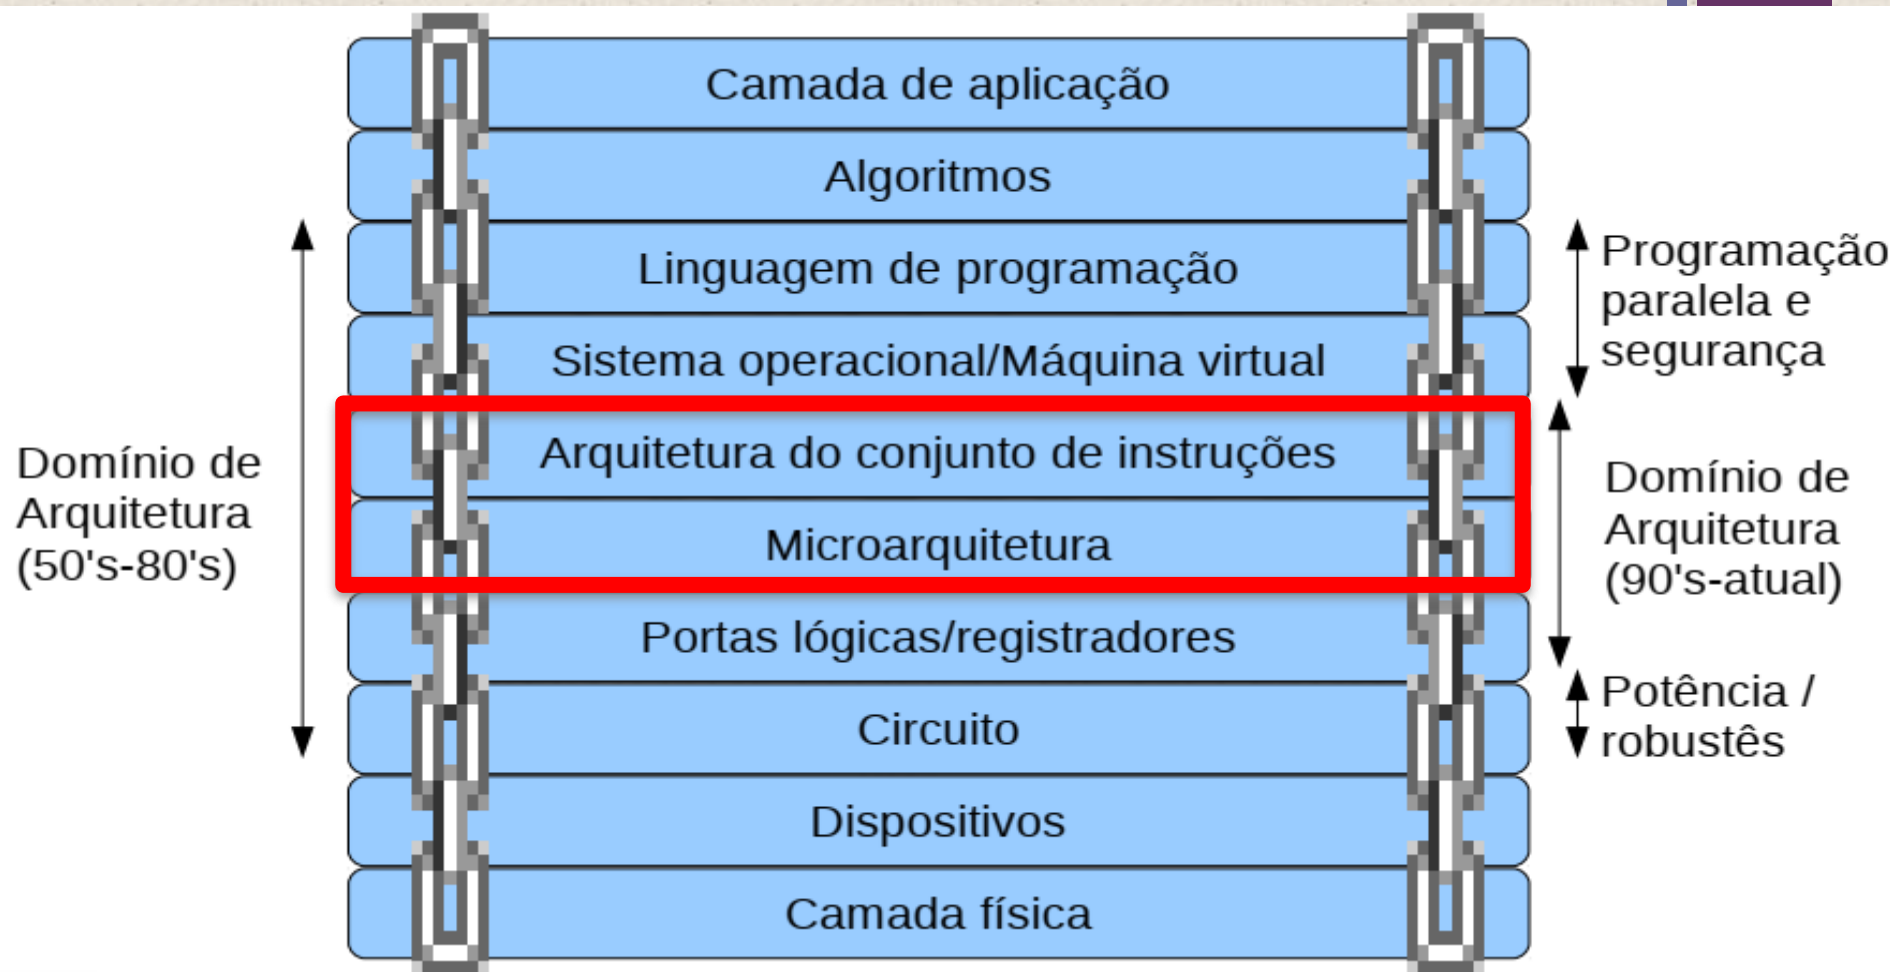 Camada de aplicação
Algoritmos
Linguagem de programação
Sistema operacional/Máquina virtual
Arquitetura do conjunto de instruções
Microarquitetura
Portas lógicas/registradores
Circuito
Dispositivos
Camada física
Domínio de
Arquitetura
(50's-80's)
Programação
paralela e
segurança
Domínio de
Arquitetura
(90's-atual)
Potência /
robustês